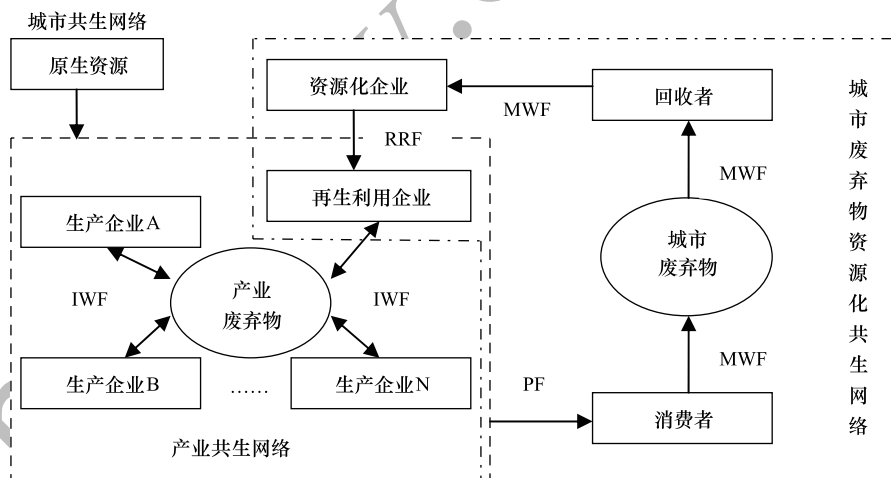 城市共生网络
原生资源
资源化企业
MWF
回收者
RRF
再生利用企业
MWF
生产企业A
城市
废弃物
产业
废弃物
IWF
IWF
MWF
生产企业B
……
生产企业N
PF
消费者
产业共生网络
城市废弃物资源化共生网络